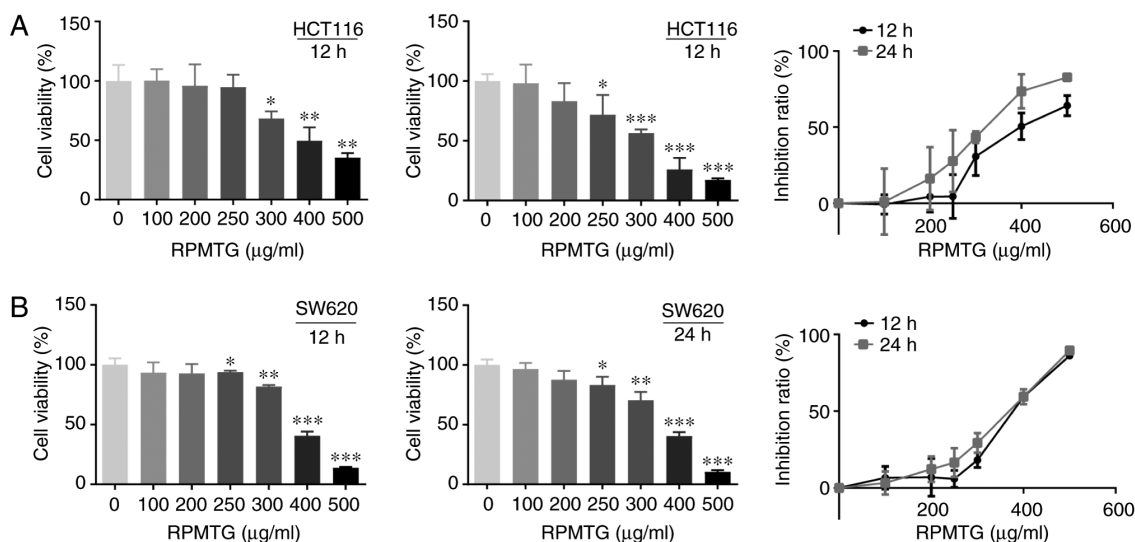 A
HCT116
12 h
Cell viability (%)
150
100
50
0
* ** **
0 100 200 250 300 400 500
RPMTG (μg/ml)
HCT116
12 h
Cell viability (%)
150
100
50
0
* *** *** ***
0 100 200 250 300 400 500
RPMTG (μg/ml)
12 h
24 h
Inhibition ratio (%)
100
50
0
200 400 600
RPMTG (μg/ml)
B
SW620
12 h
Cell viability (%)
150
100
50
0
* ** *** ***
0 100 200 250 300 400 500
RPMTG (μg/ml)
SW620
24 h
Cell viability (%)
150
100
50
0
* ** *** ***
0 100 200 250 300 400 500
RPMTG (μg/ml)
12 h
24 h
Inhibition ratio (%)
100
50
0
200 400 600
RPMTG (μg/ml)